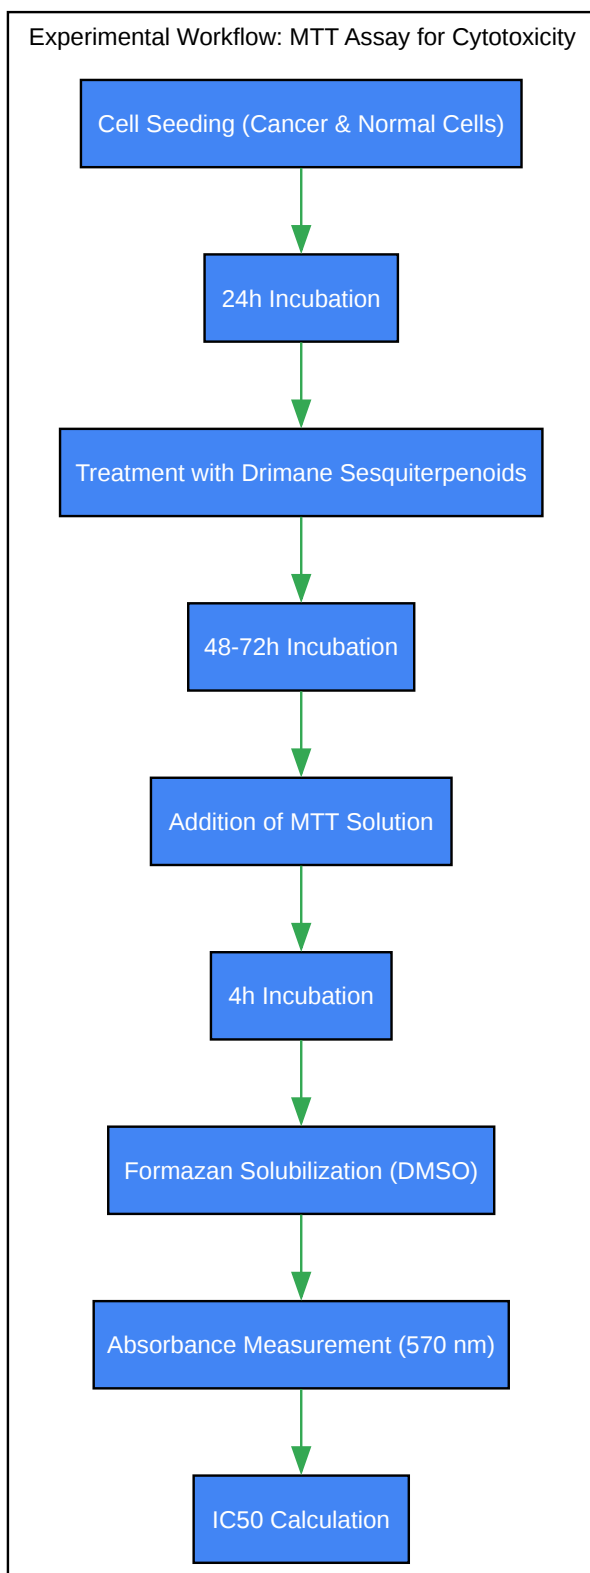 Experimental Workflow: MTT Assay for Cytotoxicity
Cell Seeding (Cancer & Normal Cells)
24h Incubation
Treatment with Drimane Sesquiterpenoids
48-72h Incubation
Addition of MTT Solution
4h Incubation
Formazan Solubilization (DMSO)
Absorbance Measurement (570 nm)
IC50 Calculation